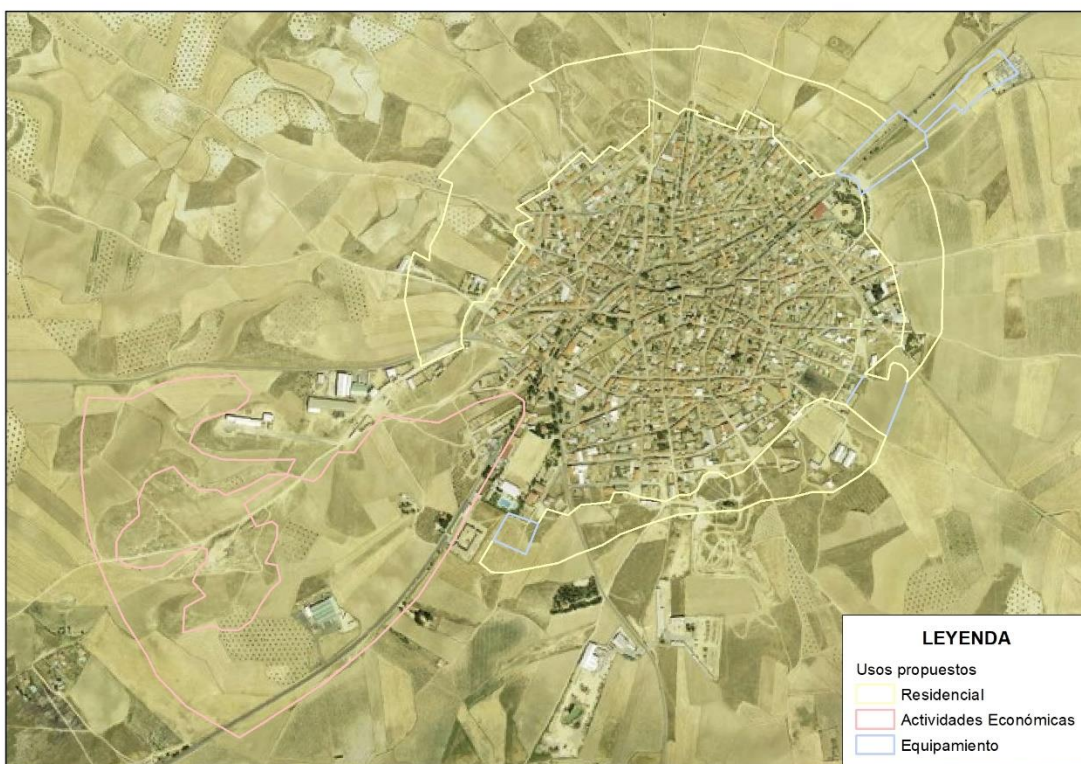 LEYENDA
Usos propuestos
Residencial
Actividades Económicas
Equipamiento